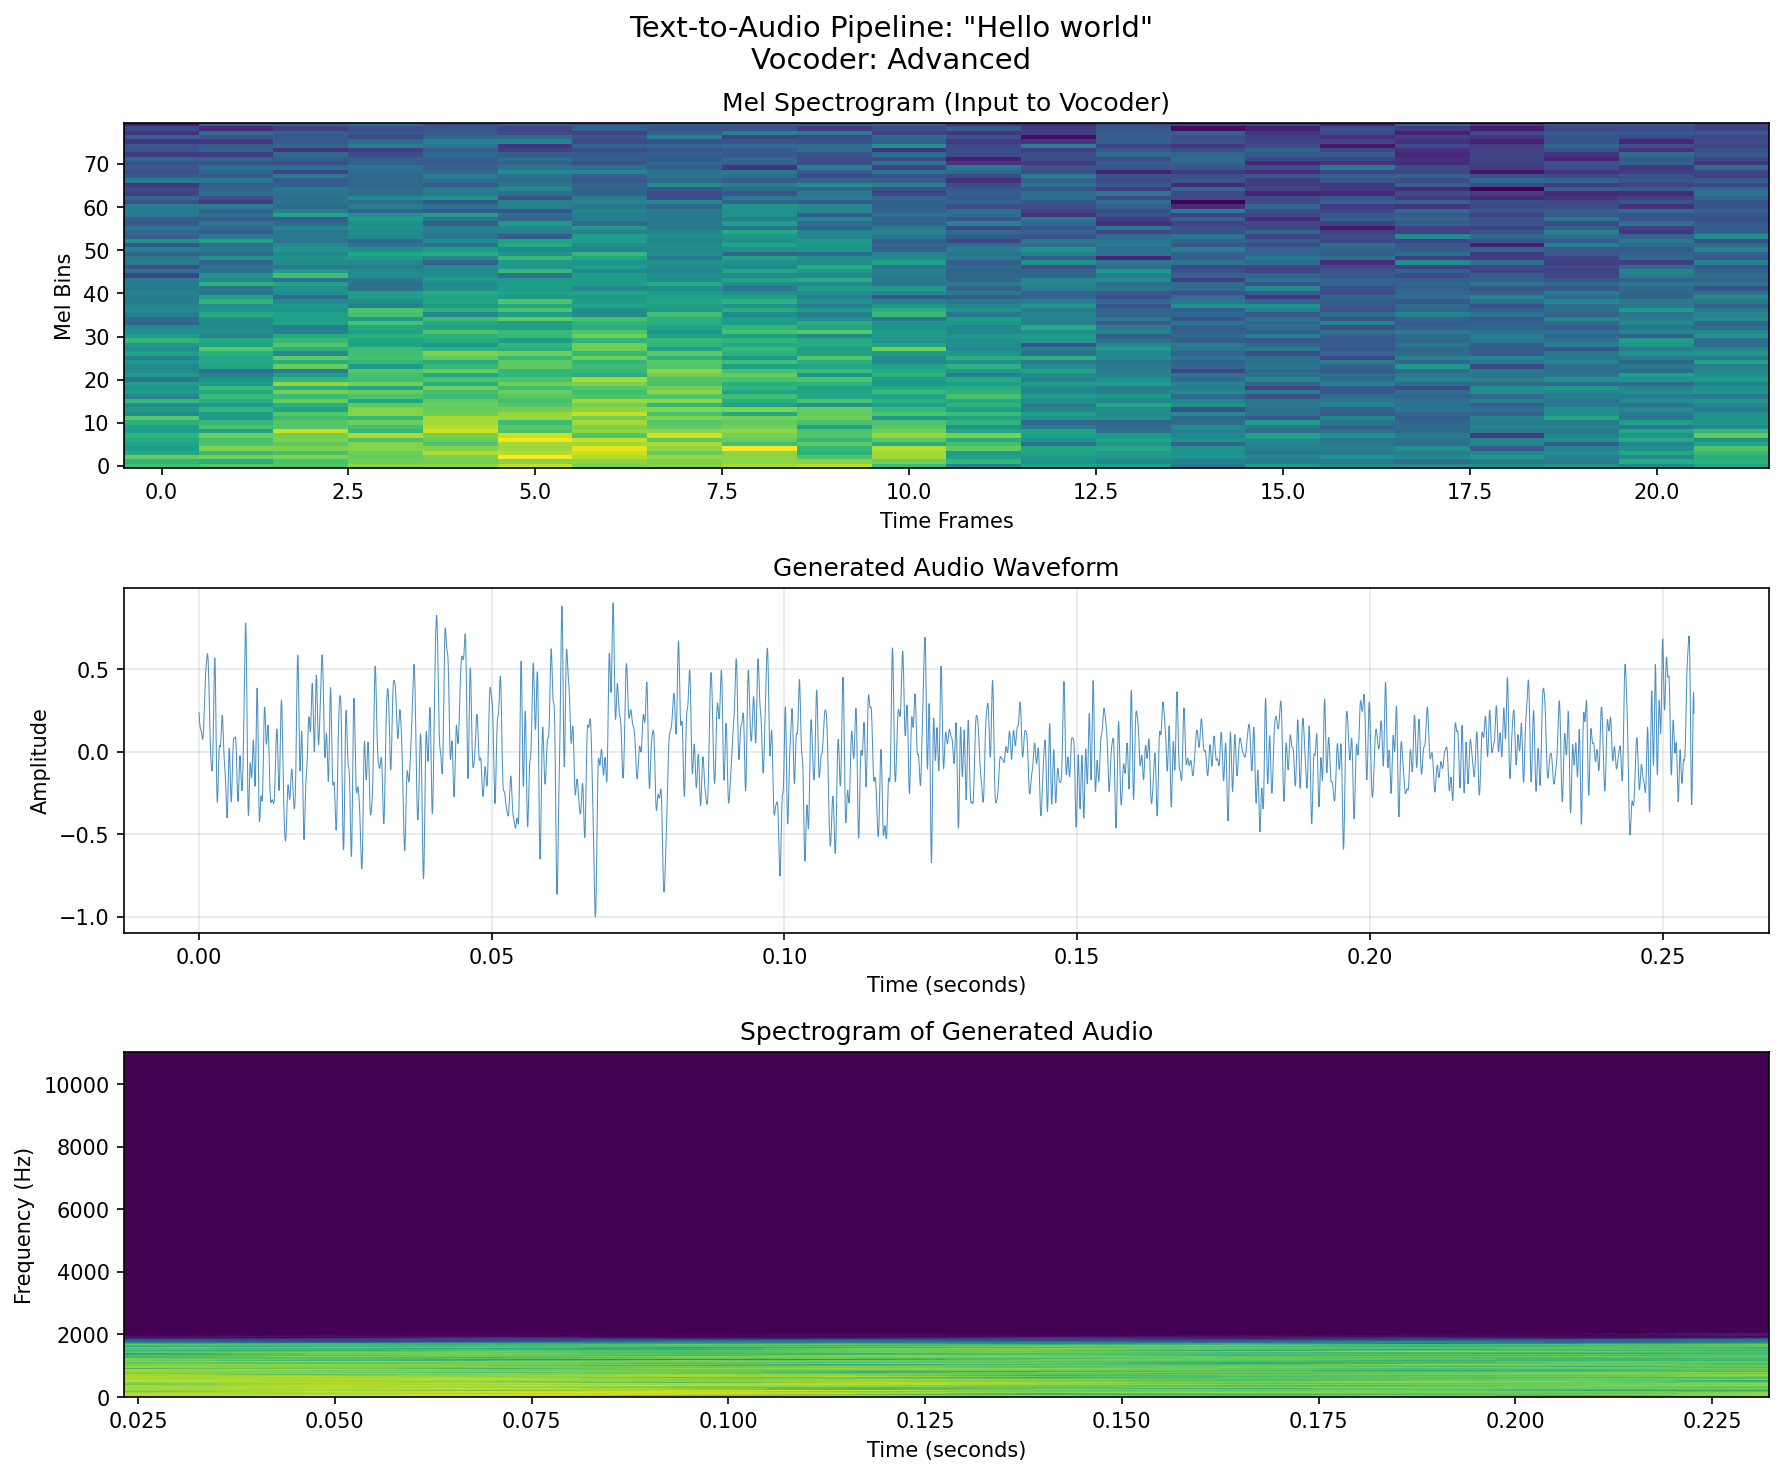 Text-to-Audio Pipeline: "Hello world"
Vocoder: Advanced
Mel Spectrogram (Input to Vocoder)
70
60
50
40
30
20
10
0
Mel Bins
0.0 2.5 5.0 7.5 10.0 12.5 15.0 17.5 20.0
Time Frames
Generated Audio Waveform
0.5
0.0
−0.5
−1.0
Amplitude
0.00 0.05 0.10 0.15 0.20 0.25
Time (seconds)
Spectrogram of Generated Audio
10000
8000
6000
4000
2000
0
Frequency (Hz)
0.025 0.050 0.075 0.100 0.125 0.150 0.175 0.200 0.225
Time (seconds)